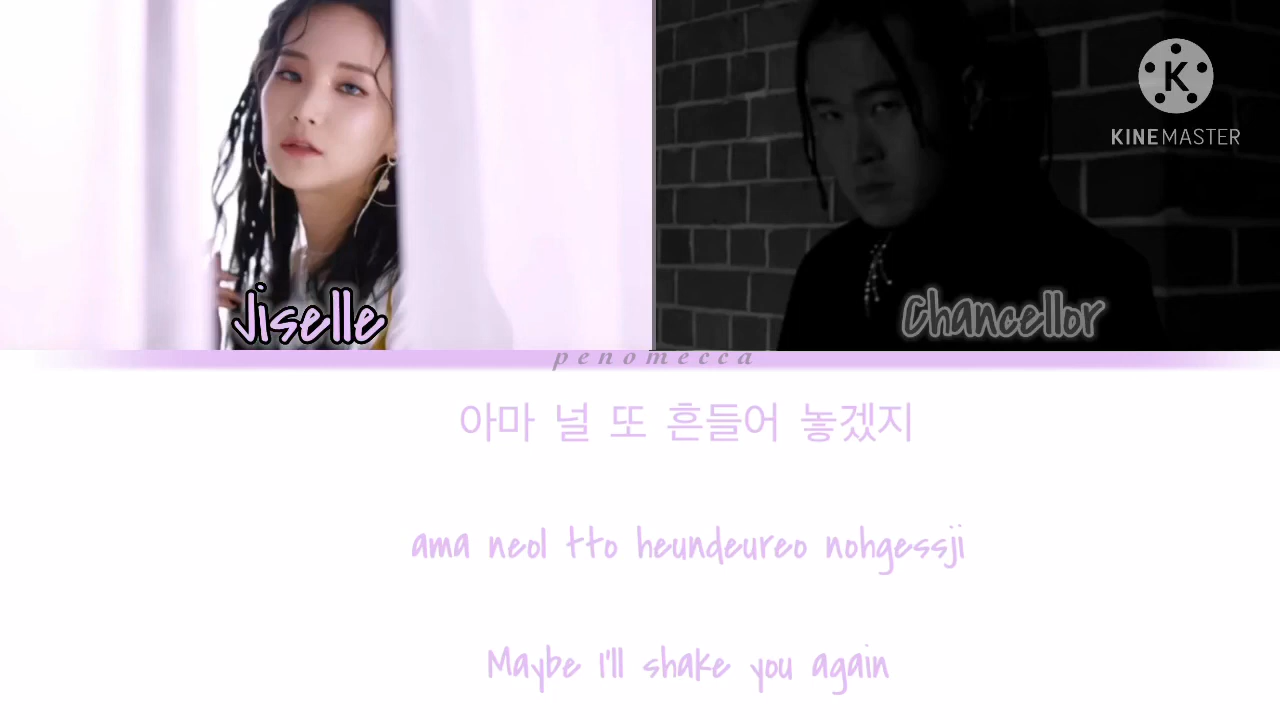 KINEMASTER
Jiselle
Chancellor
penomecca
아마 널 또 흔들어 놓겠지
ama neol tto heundeureo nohgessji
Maybe I'll shake you again